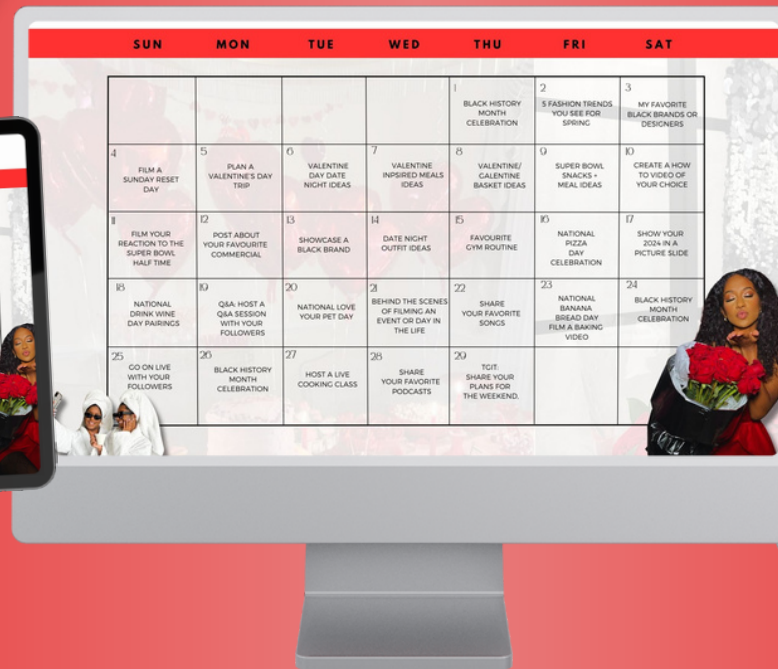 SUN MON TUE WED THU FRI SAT
1
BLACK HISTORY
MONTH
CELEBRATION
2
5 FASHION TRENDS
YOU SEE FOR
SPRING
3
MY FAVORITE
BLACK BRANDS OR
DESIGNERS
4
FILM A
SUNDAY RESET
DAY
5
PLAN A
VALENTINE'S DAY
TRIP
6
VALENTINE
DAY DATE
NIGHT IDEAS
7
VALENTINE
INPSIRED MEALS
IDEAS
8
VALENTINE/
GALENTINE
BASKET IDEAS
9
SUPER BOWL
SNACKS +
MEAL IDEAS
10
CREATE A HOW
TO VIDEO OF
YOUR CHOICE
11
FILM YOUR
REACTION TO THE
SUPER BOWL
HALF TIME
12
POST ABOUT
YOUR FAVOURITE
COMMERCIAL
13
SHOWCASE A
BLACK BRAND
14
DATE NIGHT
OUTFIT IDEAS
15
FAVOURITE
GYM ROUTINE
16
NATIONAL
PIZZA
DAY
CELEBRATION
17
SHOW YOUR
2024 IN A
PICTURE SLIDE
18
NATIONAL
DRINK WINE
DAY PAIRINGS
19
Q&A: HOST A
Q&A SESSION
WITH YOUR
FOLLOWERS
20
NATIONAL LOVE
YOUR PET DAY
21
BEHIND THE SCENES
OF FILMING AN
EVENT OR DAY IN
THE LIFE
22
SHARE
YOUR FAVORITE
SONGS
23
NATIONAL
BANANA
BREAD DAY
FILM A BAKING
VIDEO
24
BLACK HISTORY
MONTH
CELEBRATION
25
GO ON LIVE
WITH YOUR
FOLLOWERS
26
BLACK HISTORY
MONTH
CELEBRATION
27
HOST A LIVE
COOKING CLASS
28
SHARE
YOUR FAVORITE
PODCASTS
29
TGIT:
SHARE YOUR
PLANS FOR
THE WEEKEND.